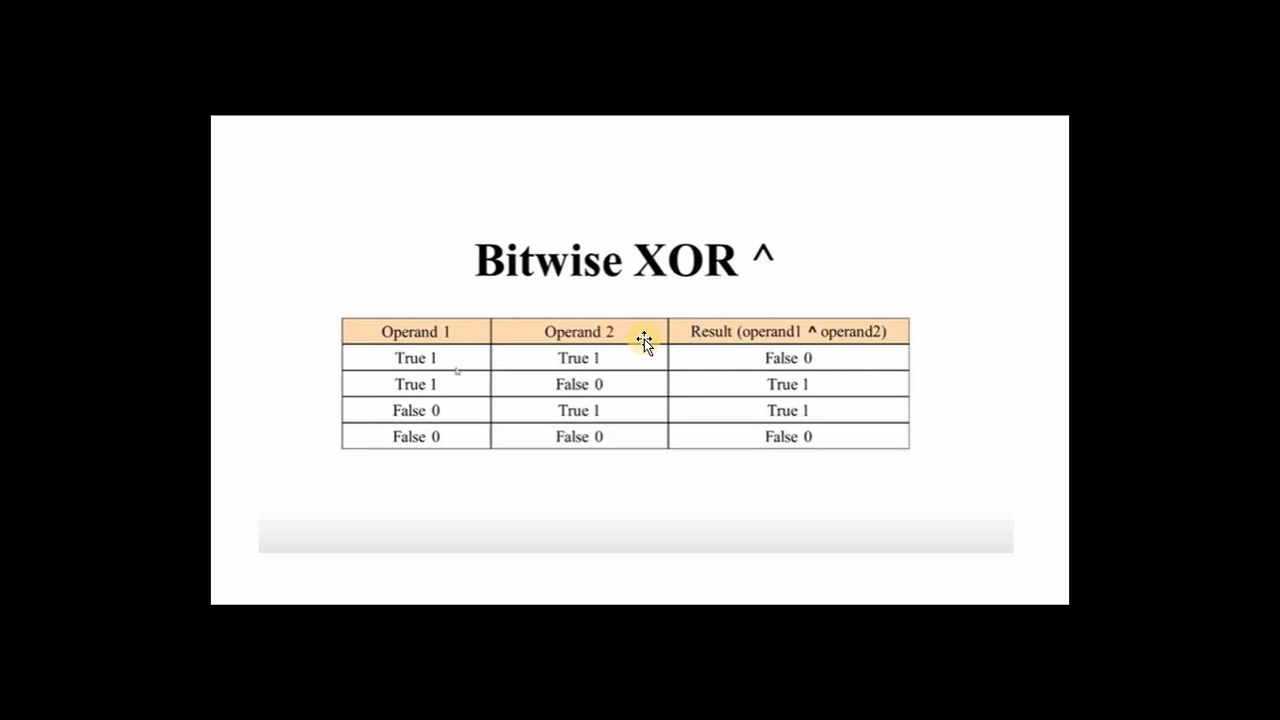 Bitwise XOR ^
Operand 1 Operand 2 Result (operand1 ^ operand2)
True 1 True 1 False 0
True 1 False 0 True 1
False 0 True 1 True 1
False 0 False 0 False 0